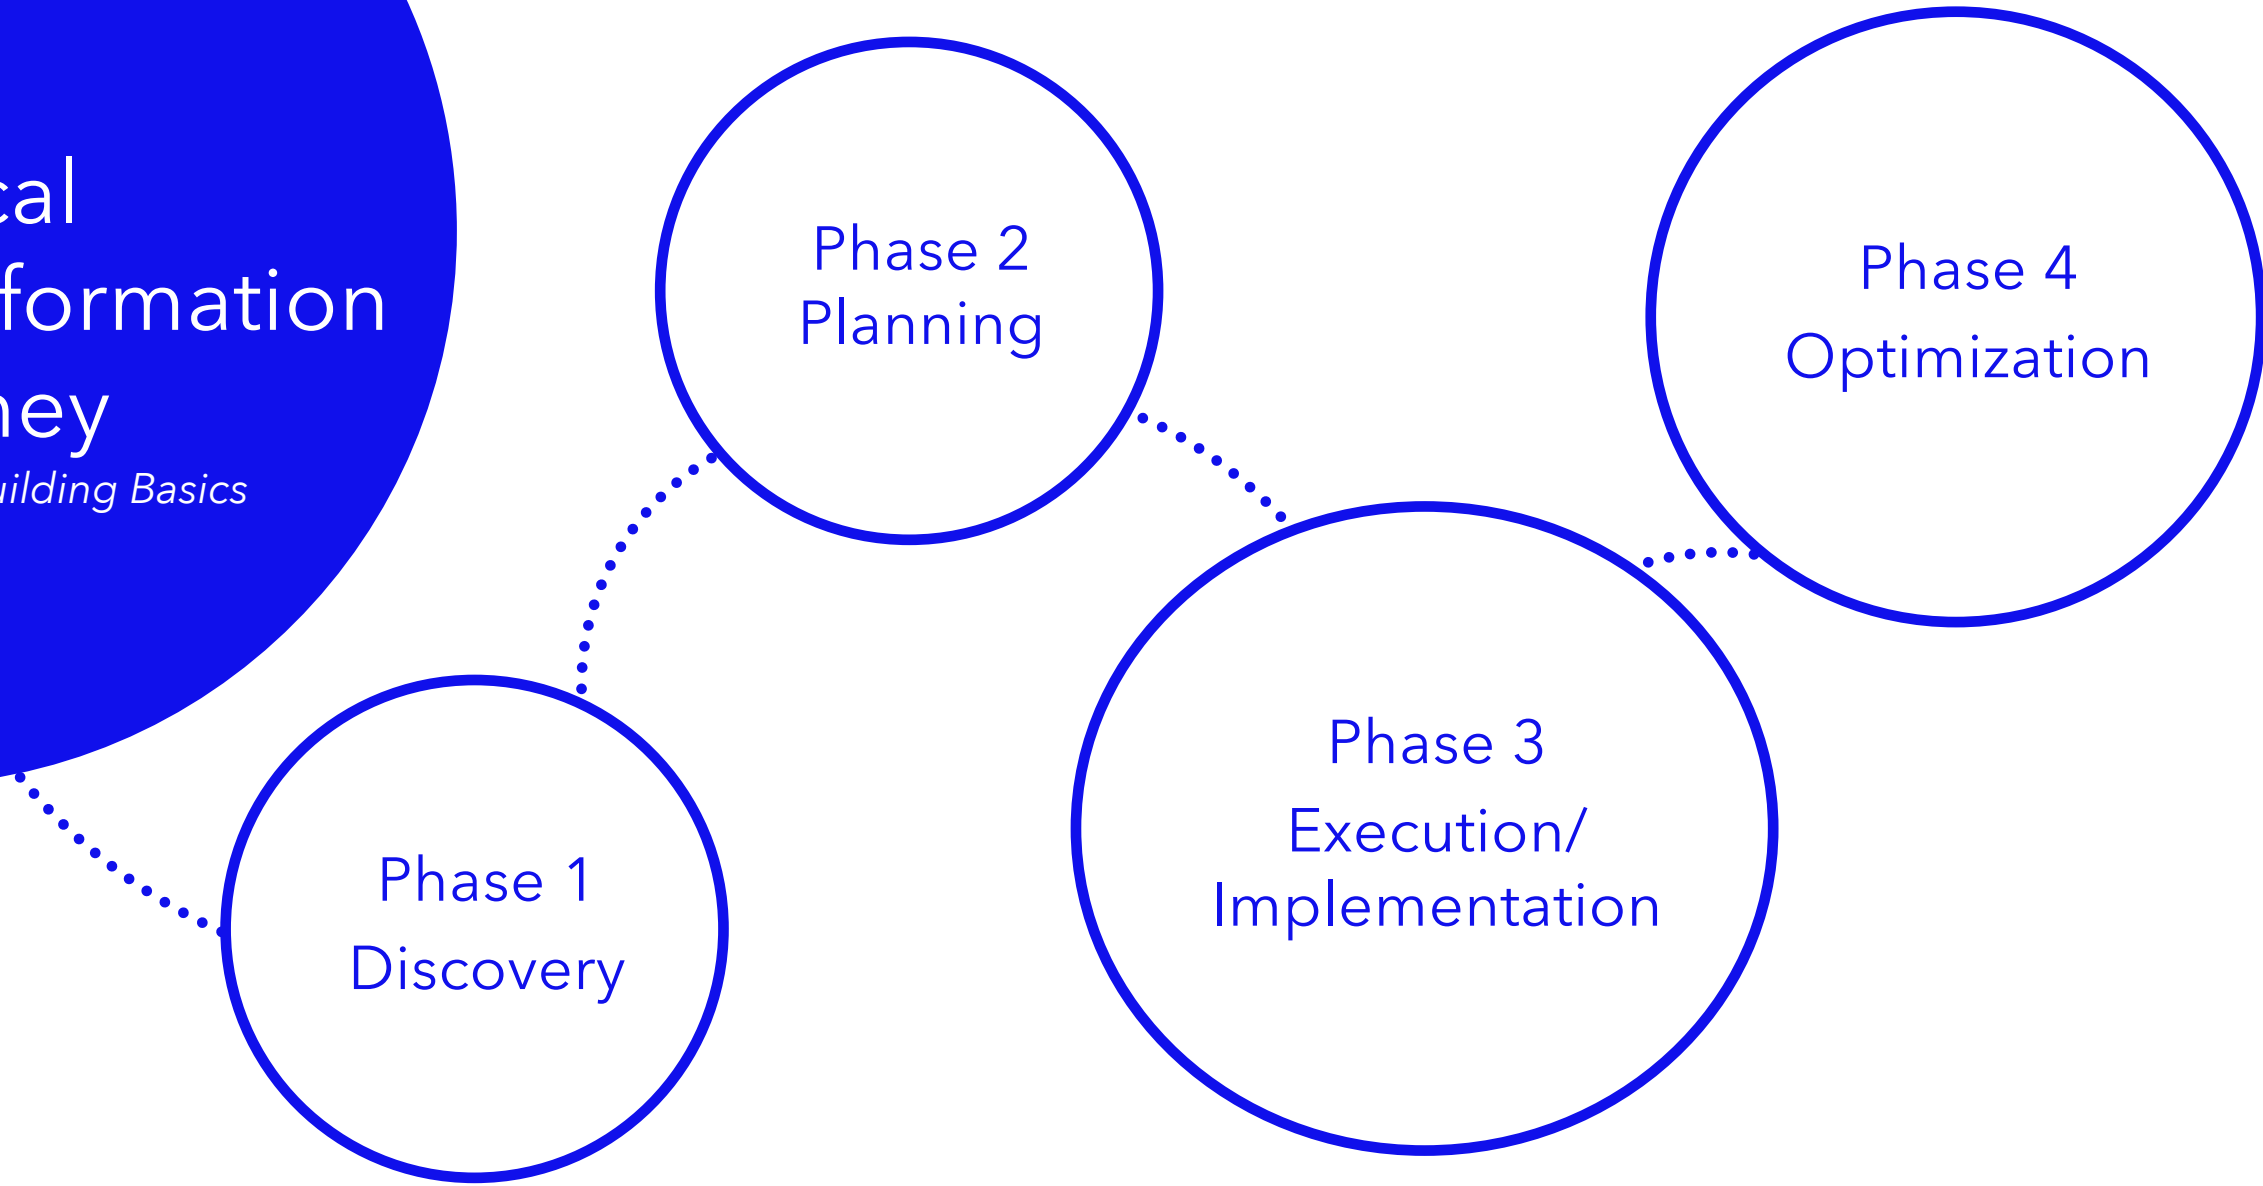 cal
formation
ney
uilding Basics
Phase 1
Discovery
Phase 2
Planning
Phase 3
Execution/
Implementation
Phase 4
Optimization